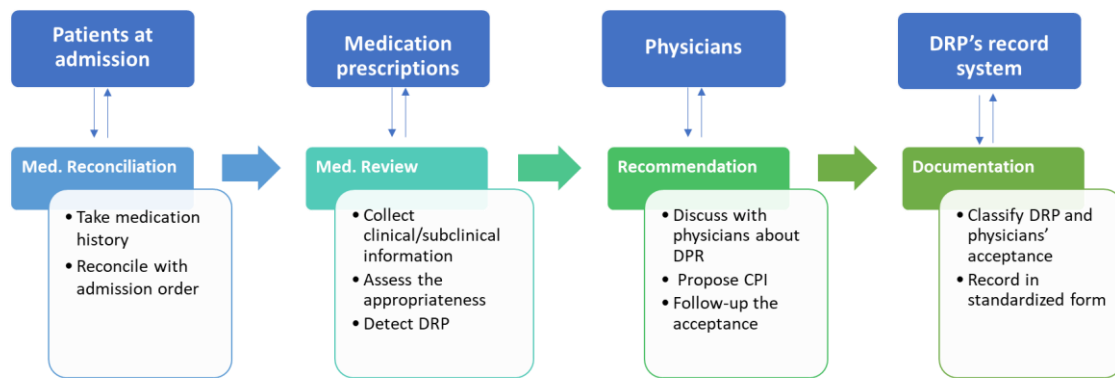 Patients at
admission
Medication
prescriptions
Physicians
DRP's record
system
Med. Reconciliation
Med. Review
Recommendation
Documentation
• Take medication
history
• Reconcile with
admission order
• Collect
clinical/subclinical
information
• Assess the
appropriateness
• Detect DRP
• Discuss with
physicians about
DPR
• Propose CPI
• Follow-up the
acceptance
• Classify DRP and
physicians'
acceptance
• Record in
standardized form